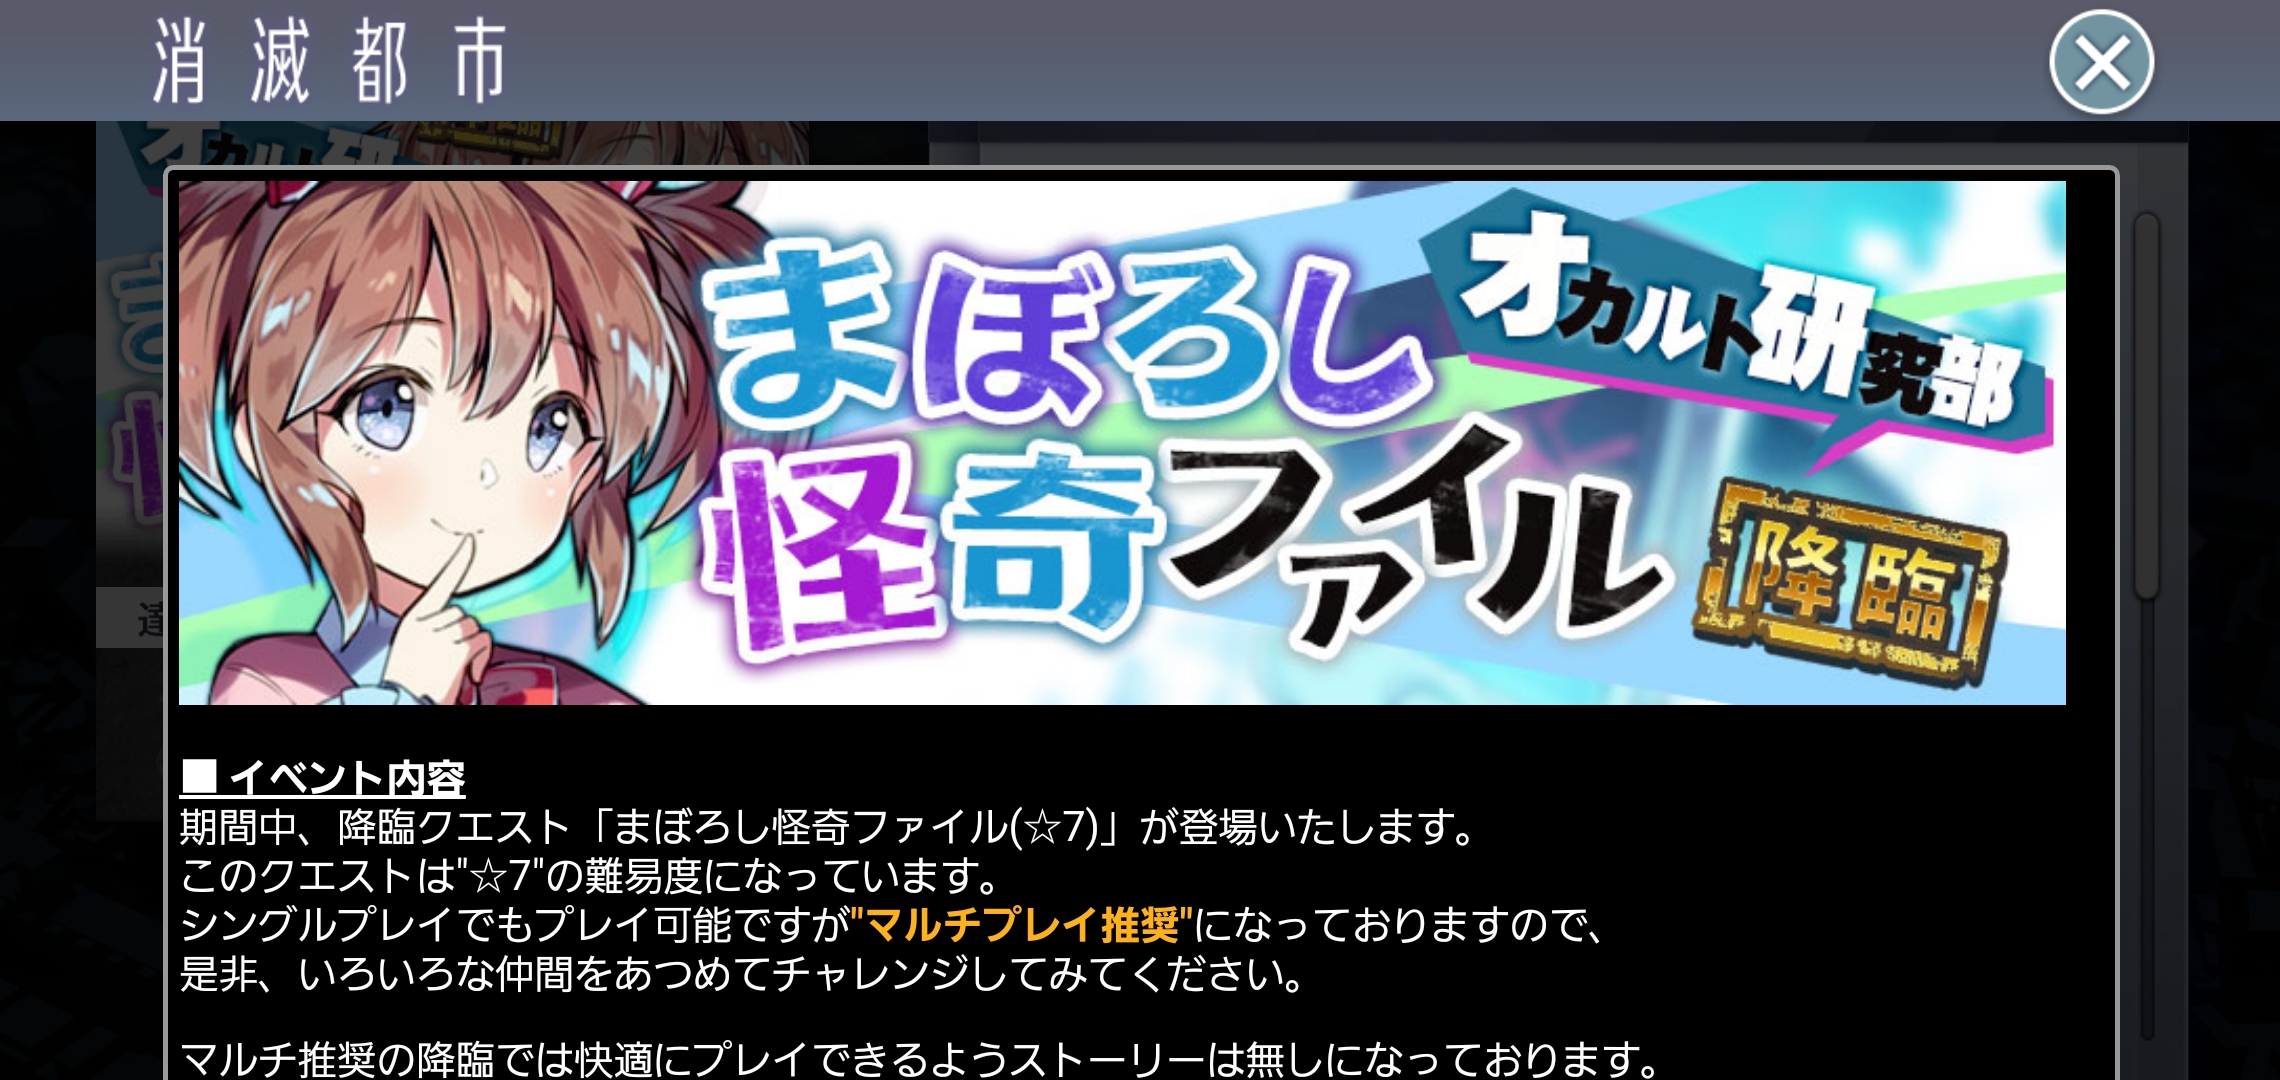 消滅都市
オカルト研究部
まぼろし
怪奇ファイル
降臨
■ イベント内容
期間中、降臨クエスト「まぼろし怪奇ファイル(☆7)」が登場いたします。
このクエストは"☆7"の難易度になっています。
シングルプレイでもプレイ可能ですが"マルチプレイ推奨"になっておりますので、
是非、いろいろな仲間をあつめてチャレンジしてみてください。
マルチ推奨の降臨では快適にプレイできるようストーリーは無しになっております。